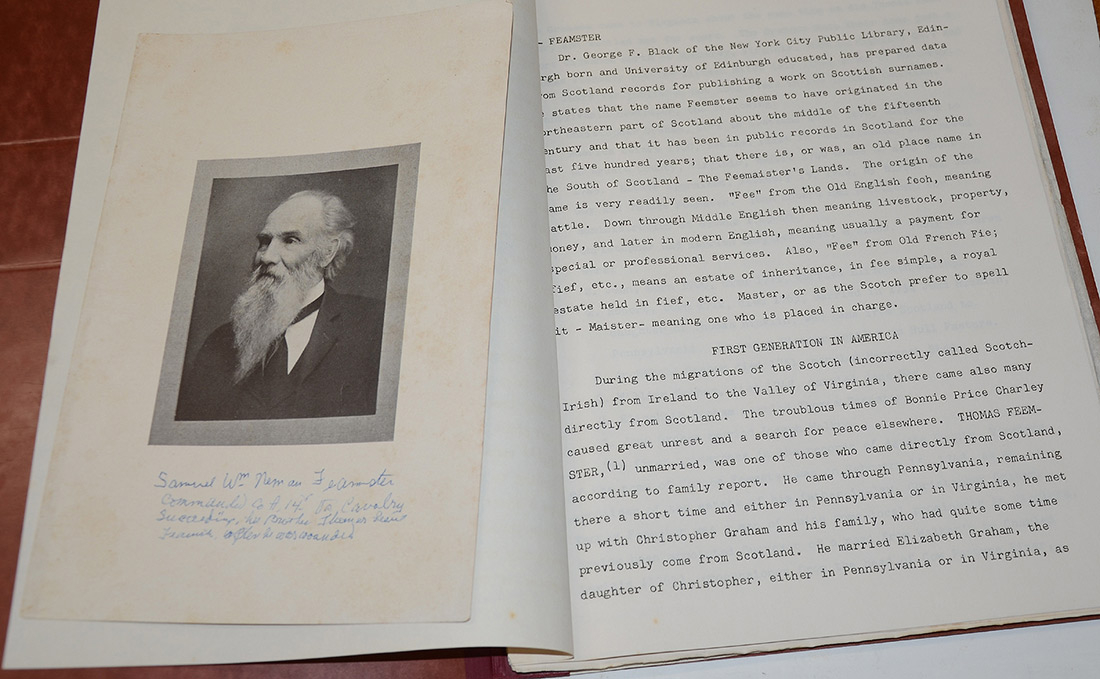 Samuel Wm Newman Feamster
Commanded Co A 14" Va Cavalry
Succeeding his Brother Thomas
after he was wounded
- FEAMSTER
Dr. George F. Black of the New York City Public Library, Edin-
rgh born and University of Edinburgh educated, has prepared data
om Scotland records for publishing a work on Scottish surnames.
states that the name Feemster seems to have originated in the
ortheastern part of Scotland about the middle of the fifteenth
entury and that it has been in public records in Scotland for the
ast five hundred years; that there is, or was, an old place name in
he South of Scotland - The Feemaister's Lands. The origin of the
ame is very readily seen. "Fee" from the Old English feoh, meaning
attle. Down through Middle English then meaning livestock, property,
oney, and later in modern English, meaning usually a payment for
special or professional services. Also, "Fee" from Old French Fie;
fief, etc., means an estate of inheritance, in fee simple, a royal
estate held in fief, etc. Master, or as the Scotch prefer to spell
it - Maister- meaning one who is placed in charge.
FIRST GENERATION IN AMERICA
During the migrations of the Scotch (incorrectly called Scotch-
Irish) from Ireland to the Valley of Virginia, there came also many
directly from Scotland. The troublous times of Bonnie Price Charley
caused great unrest and a search for peace elsewhere. THOMAS FEEM-
STER,(1) unmarried, was one of those who came directly from Scotland,
according to family report. He came through Pennsylvania, remaining
there a short time and either in Pennsylvania or in Virginia, he met
up with Christopher Graham and his family, who had quite some time
previously come from Scotland. He married Elizabeth Graham, the
daughter of Christopher, either in Pennsylvania or in Virginia, as